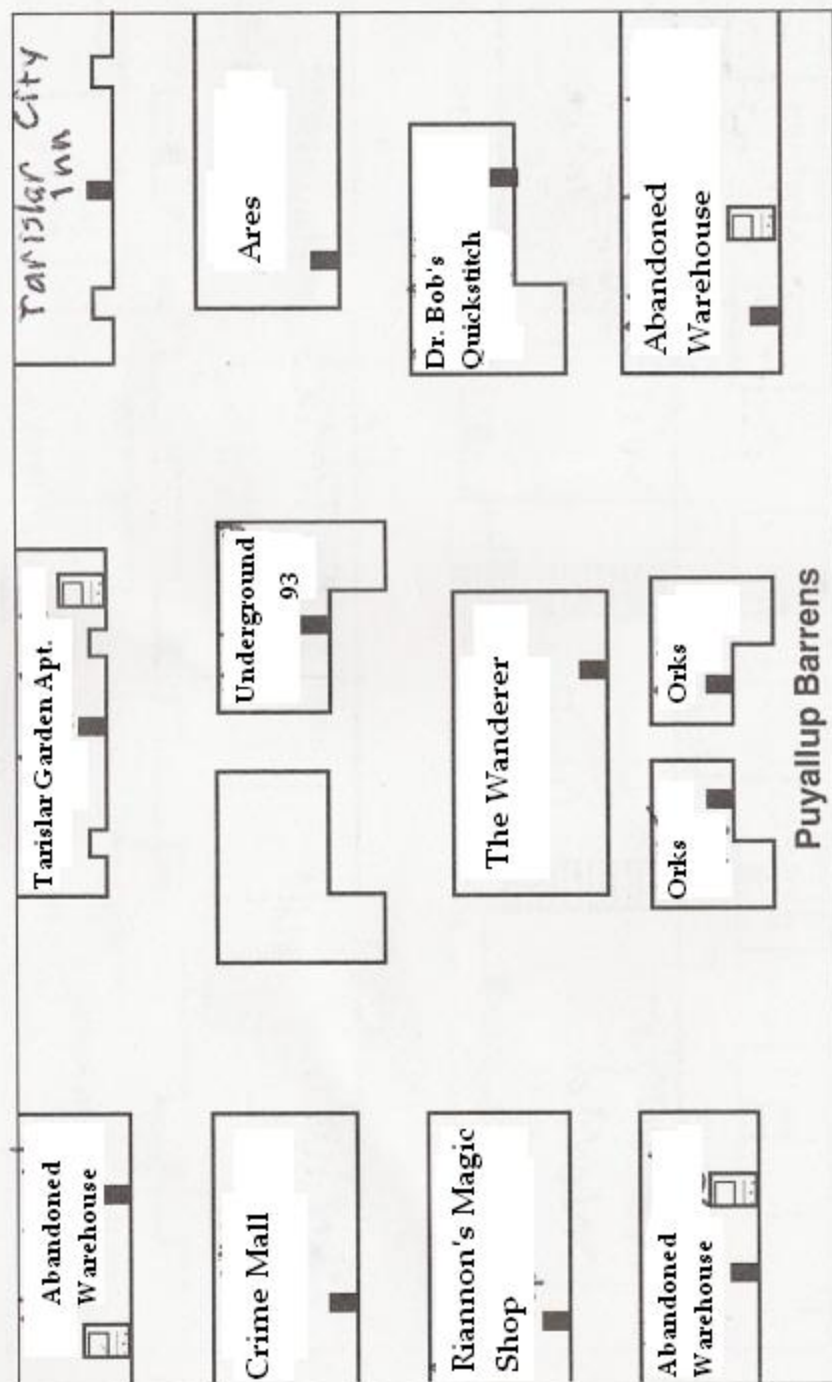 Abandoned
Warehouse
Tarislar Garden Apt.
Tarislar City
Inn
Crime Mall
Underground
93
Ares
Riannon's Magic
Shop
The Wanderer
Dr. Bob's
Quickstitch
Abandoned
Warehouse
Orks
Orks
Abandoned
Warehouse
Puyallup Barrens